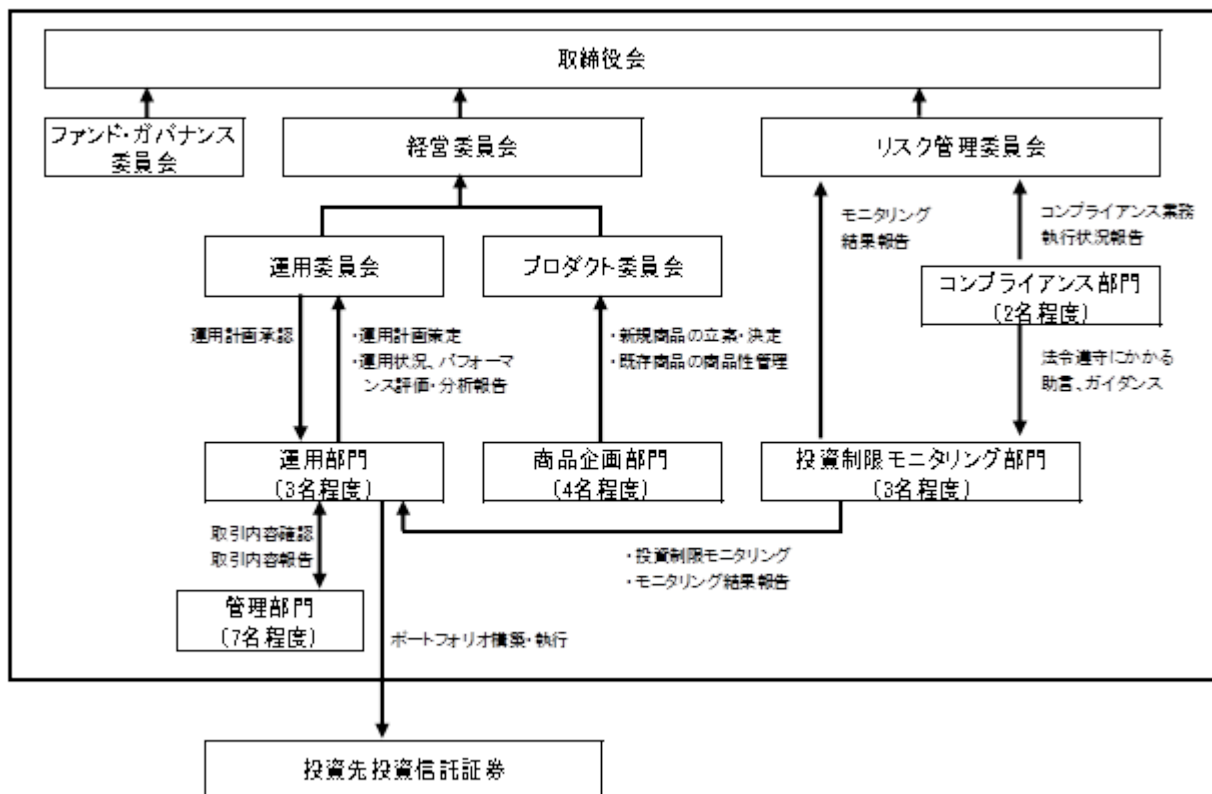 取締役会
ファンド・ガバナンス
委員会
経営委員会
リスク管理委員会
モニタリング
結果報告
コンプライアンス業務
執行状況報告
運用委員会
プロダクト委員会
コンプライアンス部門
(2名程度)
運用計画承認
・運用計画策定
・運用状況、パフォーマ
ンス評価・分析報告
・新規商品の立案・決定
・既存商品の商品性管理
法令遵守にかかる
助言、ガイダンス
運用部門
(3名程度)
商品企画部門
(4名程度)
投資制限モニタリング部門
(3名程度)
取引内容確認
取引内容報告
・投資制限モニタリング
・モニタリング結果報告
管理部門
(7名程度)
ポートフォリオ構築・執行
投資先投資信託証券